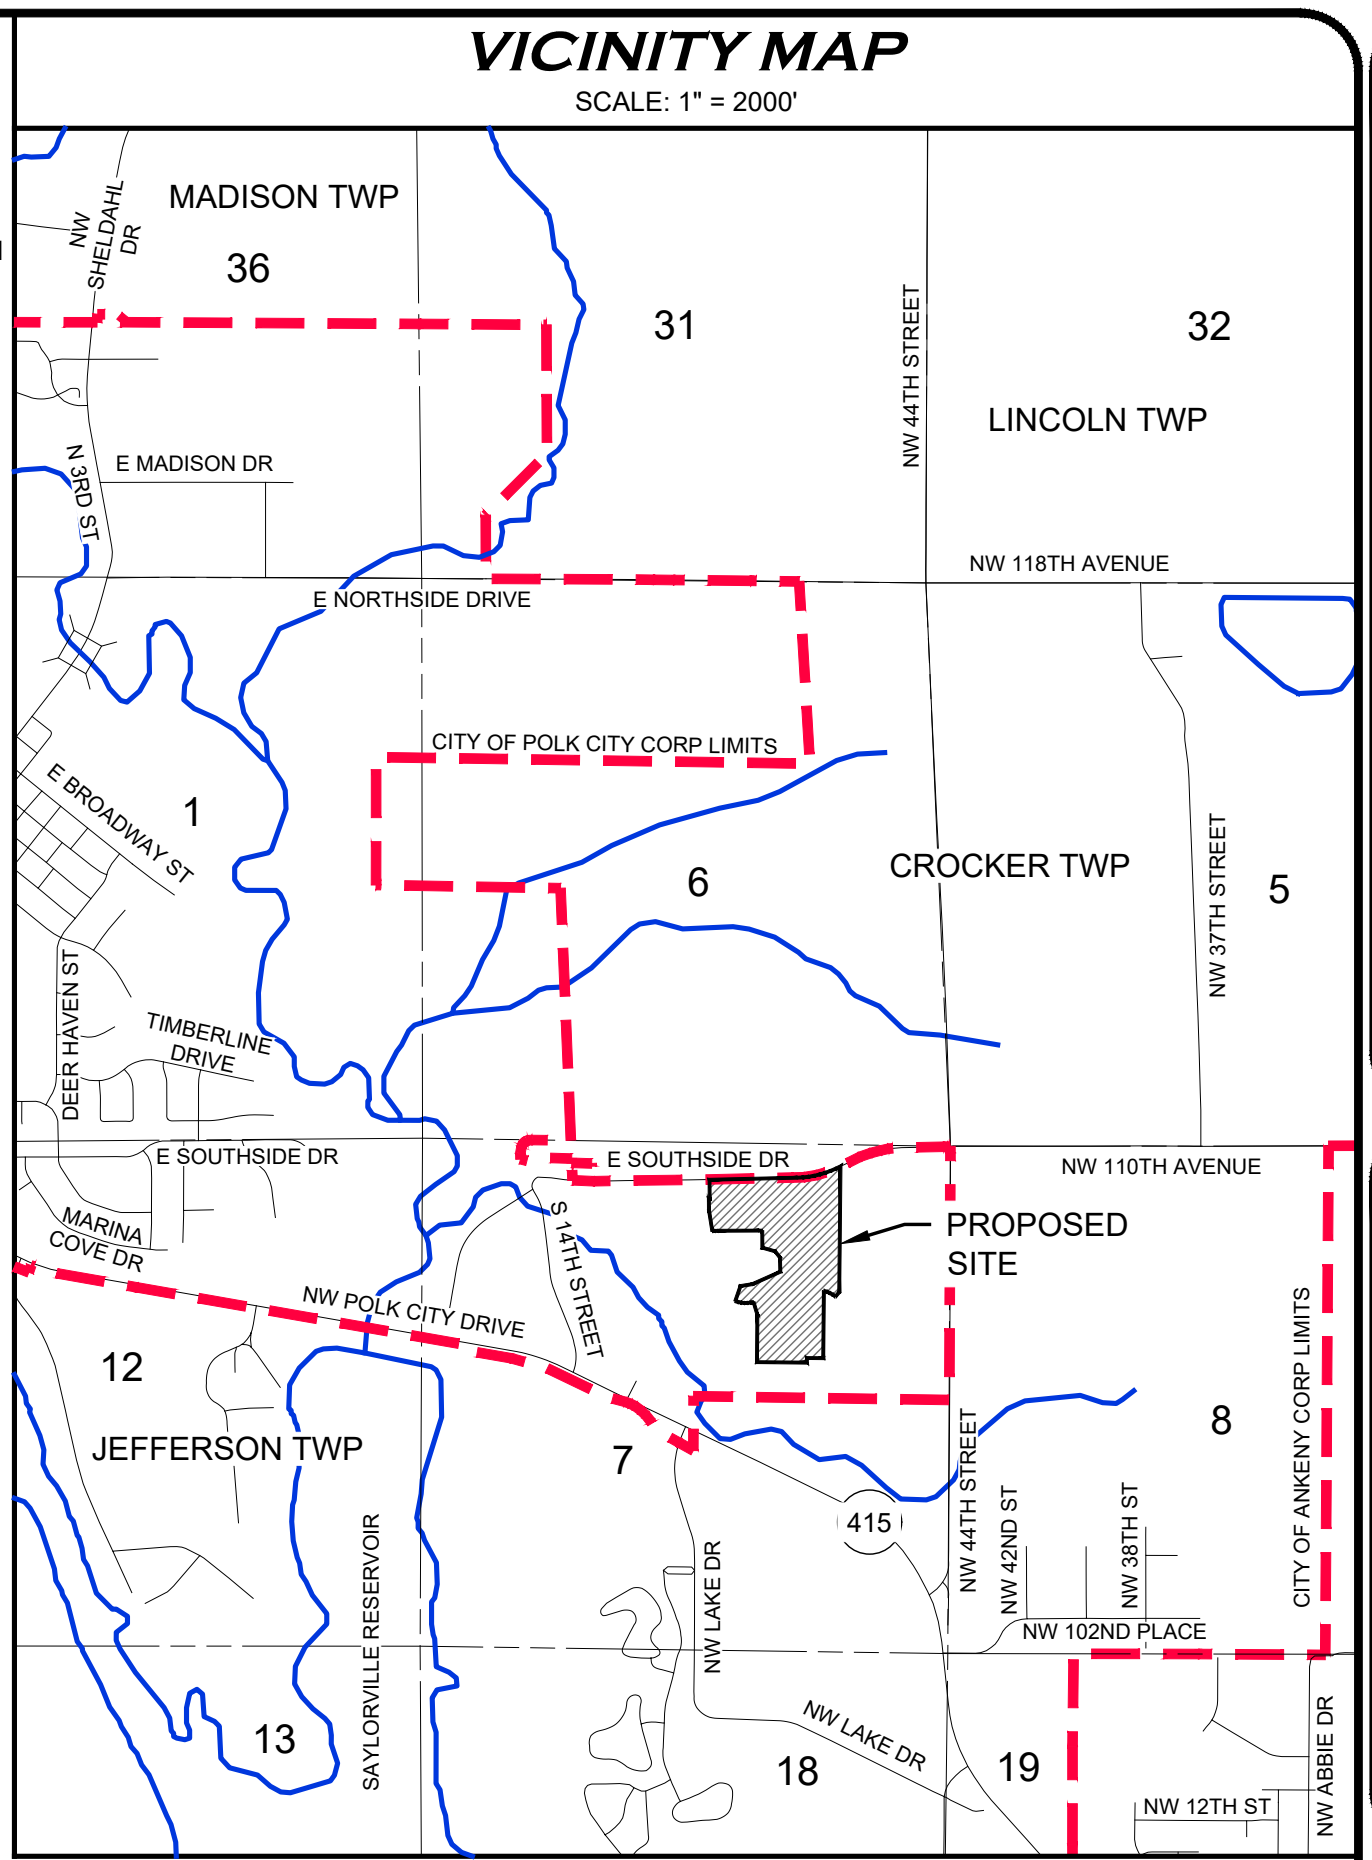 VICINITY MAP
SCALE: 1" = 2000'
MADISON TWP
NW
SHELDAHL
DR
36
31
32
NW 44TH STREET
LINCOLN TWP
N 3RD ST
E MADISON DR
NW 118TH AVENUE
E NORTHSIDE DRIVE
CITY OF POLK CITY CORP LIMITS
E BROADWAY ST
1
6
CROCKER TWP
5
NW 37TH STREET
DEER HAVEN ST
TIMBERLINE
DRIVE
E SOUTHSIDE DR
E SOUTHSIDE DR
NW 110TH AVENUE
MARINA
COVE DR
S 14TH STREET
PROPOSED
SITE
NW POLK CITY DRIVE
12
JEFFERSON TWP
7
8
CITY OF ANKENY CORP LIMITS
415
NW 44TH STREET
NW 42ND ST
NW 38TH ST
SAYLORVILLE RESERVOIR
NW LAKE DR
NW 102ND PLACE
13
NW LAKE DR
18
19
NW ABBIE DR
NW 12TH ST